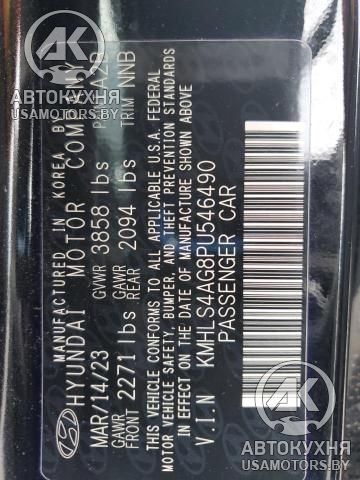 MANUFACTURED IN KOREA BY
HYUNDAI MOTOR COMPANY
MAR/14/23 GVWR 3858 lbs
GAWR FRONT 2271 lbs GAWR REAR 2094 lbs TRIM NNB
THIS VEHICLE CONFORMS TO ALL APPLICABLE U.S.A. FEDERAL
MOTOR VEHICLE SAFETY, BUMPER, AND THEFT PREVENTION STANDARDS
IN EFFECT ON THE DATE OF MANUFACTURE SHOWN ABOVE
V.I.N KMHLS4AG8PU546490
PASSENGER CAR
АК
АВТОКУХНЯ
USAMOTORS.BY
АК
АВТОКУХНЯ
USAMOTORS.BY